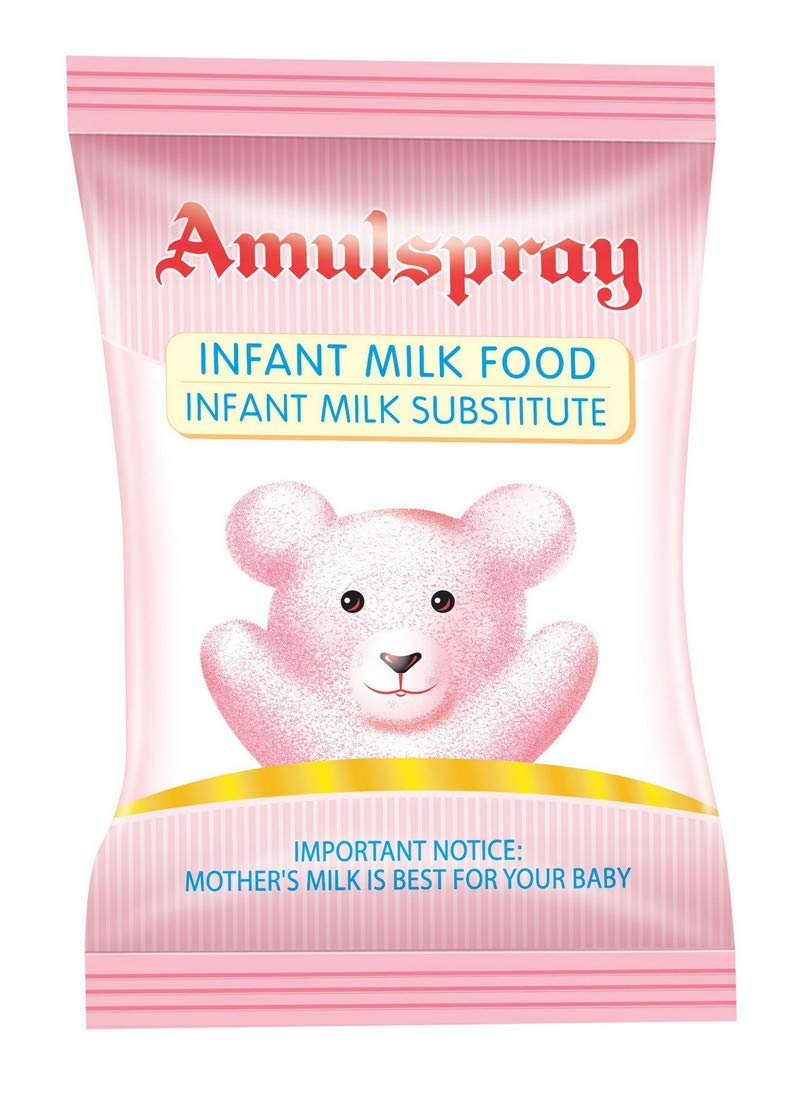 Amulspray
INFANT MILK FOOD
INFANT MILK SUBSTITUTE
IMPORTANT NOTICE:
MOTHER'S MILK IS BEST FOR YOUR BABY